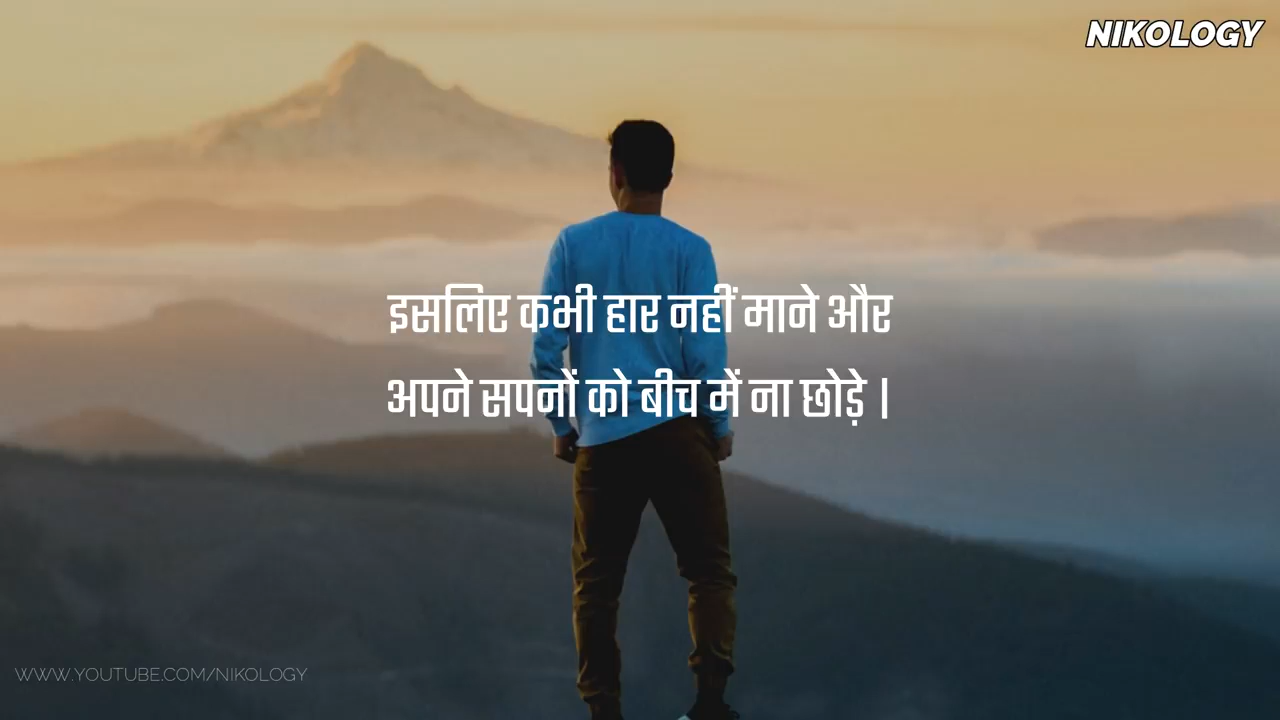 NIKOLOGY
इसलिए कभी हार नहीं माने और
अपने सपनों को बीच में ना छोड़े |
WWW.YOUTUBE.COM/NIKOLOGY